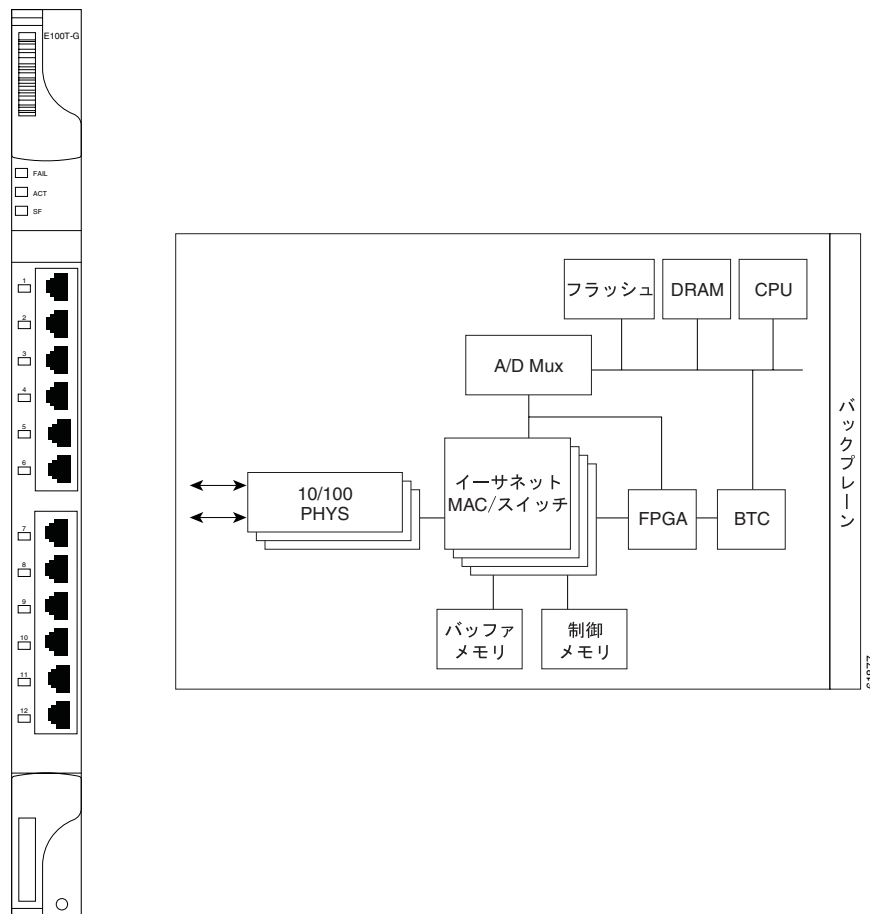 E100T-G
FAIL
ACT
SF
1
2
3
4
5
6
7
8
9
10
11
12
フラッシュ
DRAM
CPU
A/D Mux
イーサネット
MAC/スイッチ
10/100
PHYS
FPGA
BTC
バッファ
メモリ
制御
メモリ
バックプレーン
61877